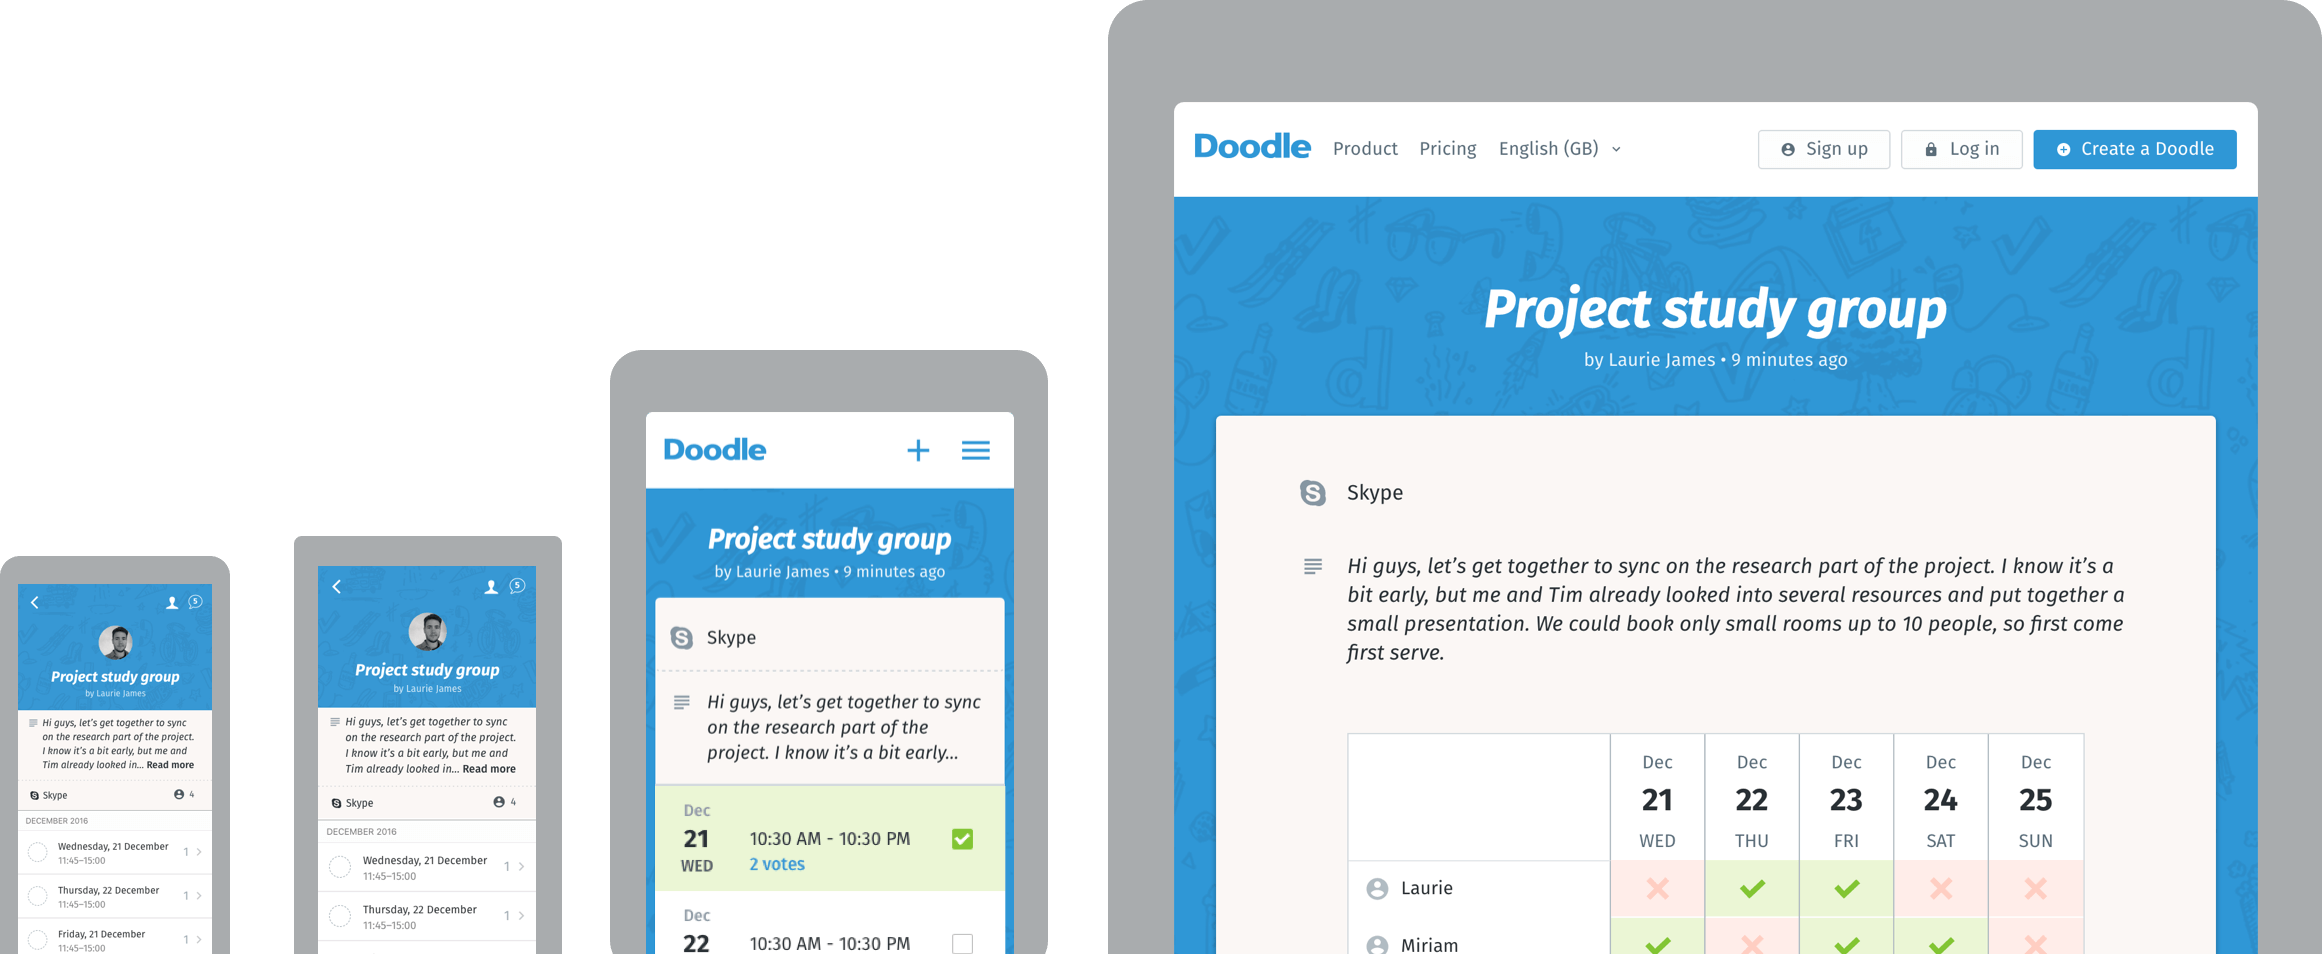 5
Project study group
by Laurie James
Hi guys, let’s get together to sync
on the research part of the project.
I know it’s a bit early, but me and
Tim already looked in... Read more
Skype
4
DECEMBER 2016
Wednesday, 21 December
11:45–15:00
1
Thursday, 22 December
11:45–15:00
1
Friday, 21 December
11:45–15:00
1
5
Project study group
by Laurie James
Hi guys, let’s get together to sync
on the research part of the project.
I know it’s a bit early, but me and
Tim already looked in... Read more
Skype
4
DECEMBER 2016
Wednesday, 21 December
11:45–15:00
1
Thursday, 22 December
11:45–15:00
1
Doodle
Project study group
by Laurie James • 9 minutes ago
Skype
Hi guys, let’s get together to sync
on the research part of the
project. I know it’s a bit early...
Dec
21
WED
10:30 AM - 10:30 PM
2 votes
Dec
22
10:30 AM - 10:30 PM
Doodle Product Pricing English (GB) Sign up Log in Create a Doodle
Project study group
by Laurie James • 9 minutes ago
Skype
Hi guys, let’s get together to sync on the research part of the project. I know it’s a
bit early, but me and Tim already looked into several resources and put together a
small presentation. We could book only small rooms up to 10 people, so first come
first serve.
Dec Dec Dec Dec Dec
21 22 23 24 25
WED THU FRI SAT SUN
Laurie
Miriam